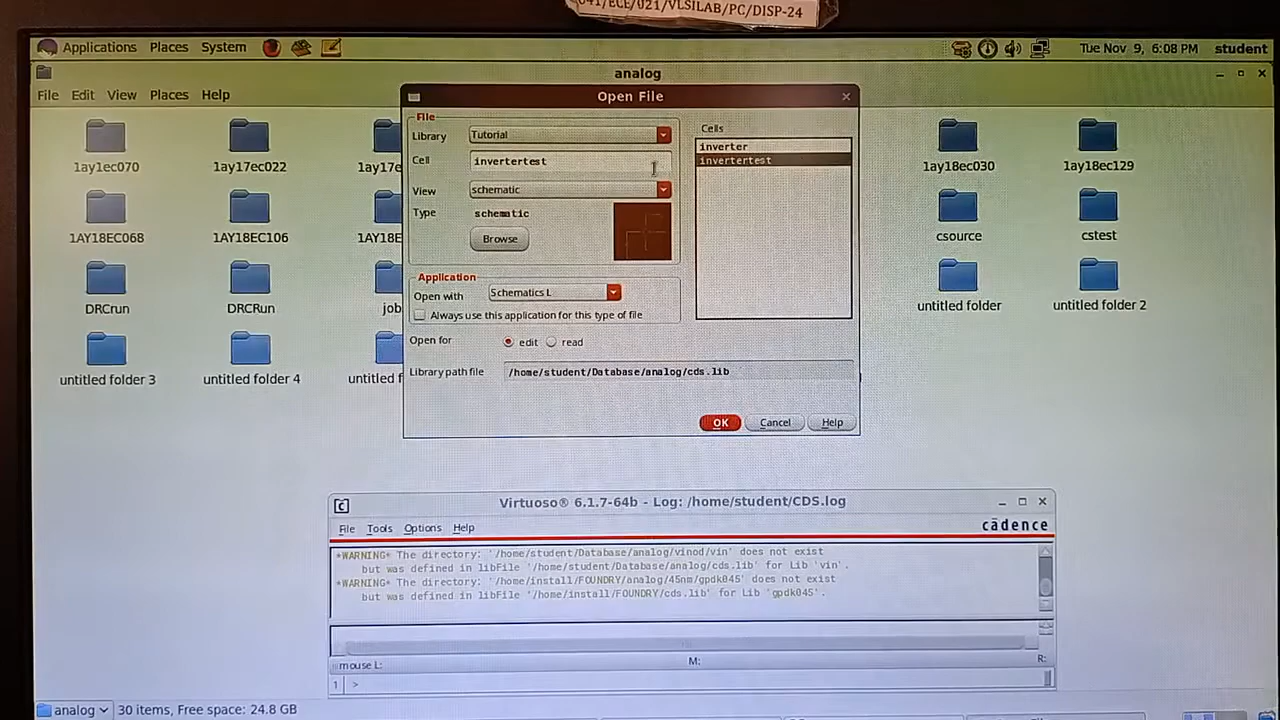 041/ECE/021/VLSILAB/PC/DISP-24
Applications Places System
Tue Nov 9, 6:08 PM student
analog
File Edit View Places Help
1ay1ec070
1ay17ec022
1ay17e
1ay18ec030
1ay18ec129
1AY18EC068
1AY18EC106
1AY18E
csource
cstest
DRCrun
DRCRun
job
untitled folder
untitled folder 2
untitled folder 3
untitled folder 4
untitled f
Open File
File
Library Tutorial
Cell invertertest
View schematic
Type schematic
Browse
Cells
inverter
invertertest
Application
Open with Schematics L
Always use this application for this type of file
Open for edit read
Library path file /home/student/Database/analog/cds.lib
OK Cancel Help
Virtuoso® 6.1.7-64b - Log: /home/student/CDS.log
File Tools Options Help
cādence
*WARNING* The directory: '/home/student/Database/analog/vinod/vin' does not exist
but was defined in libFile '/home/student/Database/analog/cds.lib' for Lib 'vin'.
*WARNING* The directory: '/home/install/FOUNDRY/analog/45nm/gpdk045' does not exist
but was defined in libFile '/home/install/FOUNDRY/cds.lib' for Lib 'gpdk045'.
mouse L: M: R:
1 >
analog 30 items, Free space: 24.8 GB